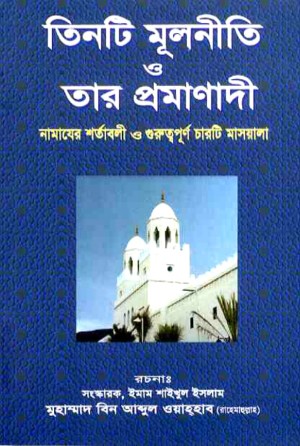 তিনটি মূলনীতি
ও
তার প্রমাণাদী
নামাযের শর্তাবলী ও গুরুত্বপূর্ণ চারটি মাসয়ালা
রচনাঃ
সংস্কারক, ইমাম শাইখুল ইসলাম
মুহাম্মাদ বিন আব্দুল ওয়াহ্হাব (রাহেমাহুল্লাহ)